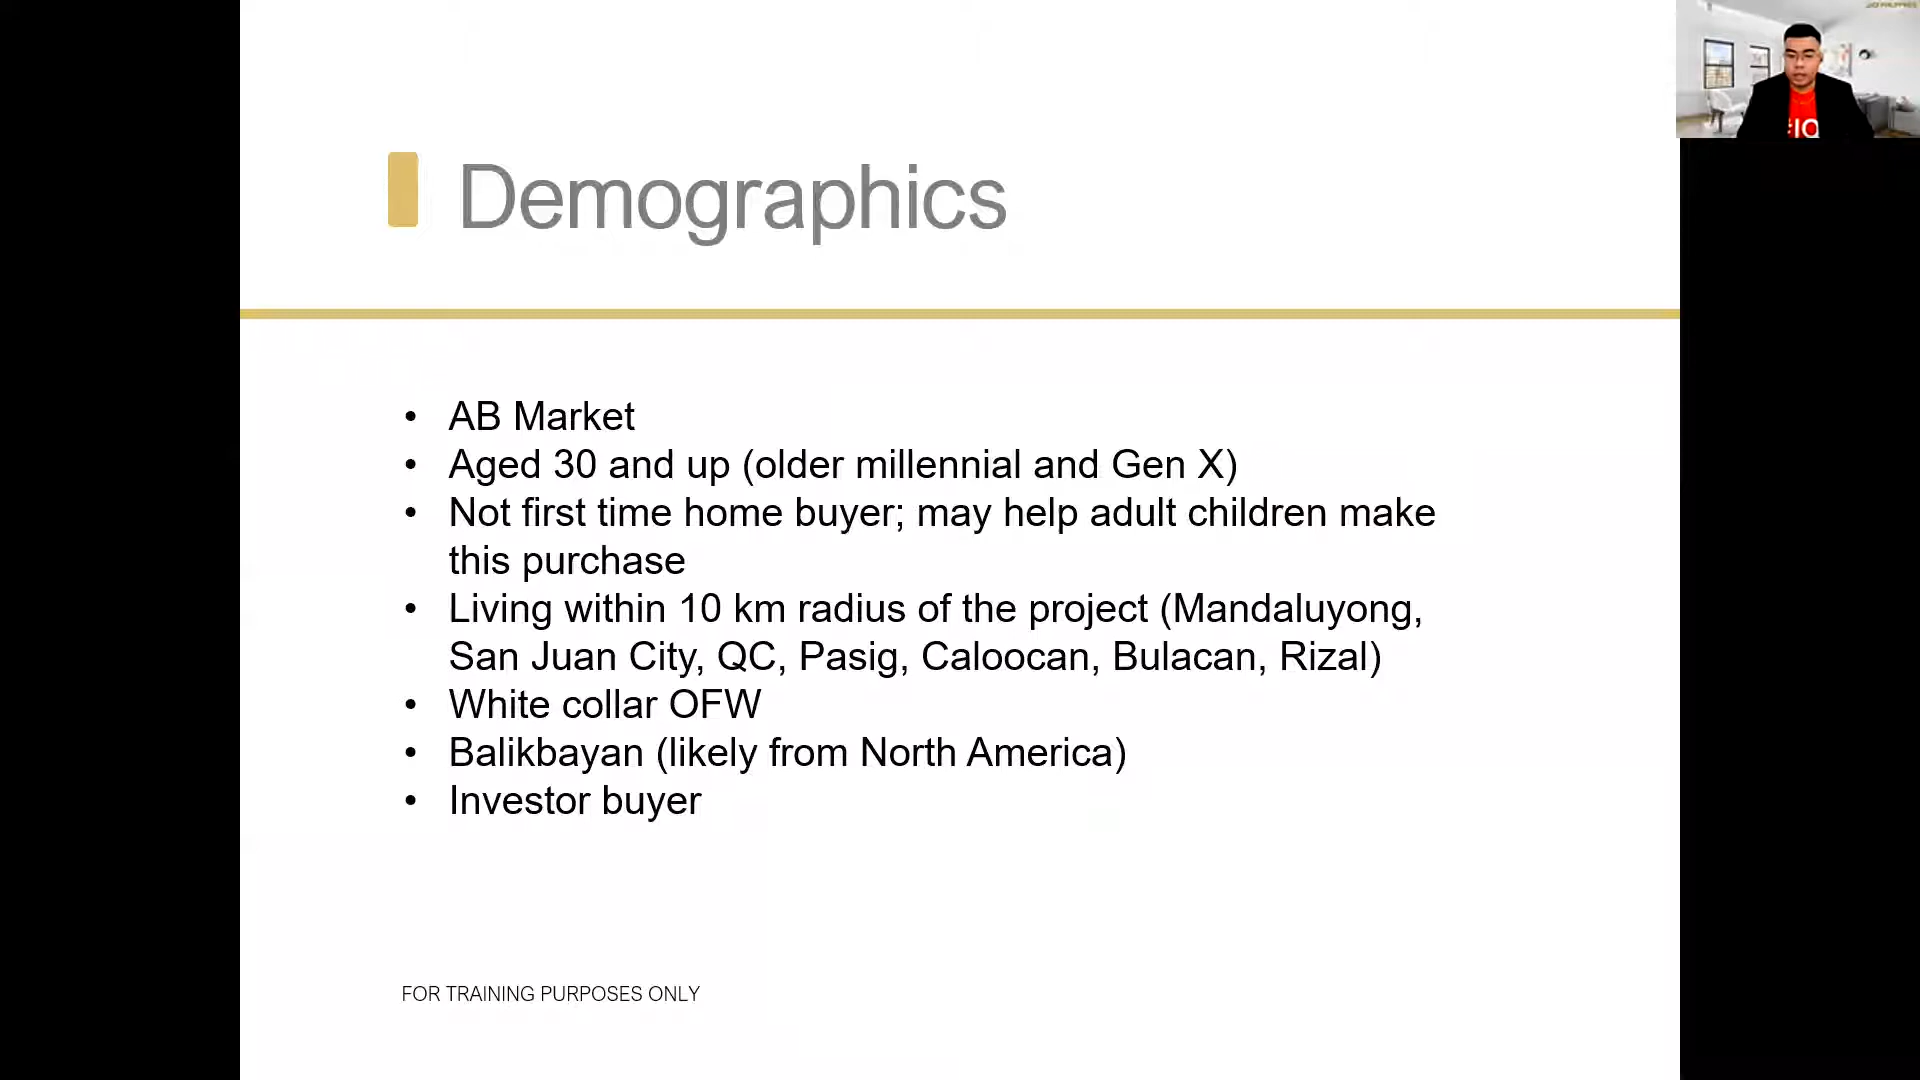 Demographics
• AB Market
• Aged 30 and up (older millennial and Gen X)
• Not first time home buyer; may help adult children make
this purchase
• Living within 10 km radius of the project (Mandaluyong,
San Juan City, QC, Pasig, Caloocan, Bulacan, Rizal)
• White collar OFW
• Balikbayan (likely from North America)
• Investor buyer
FOR TRAINING PURPOSES ONLY